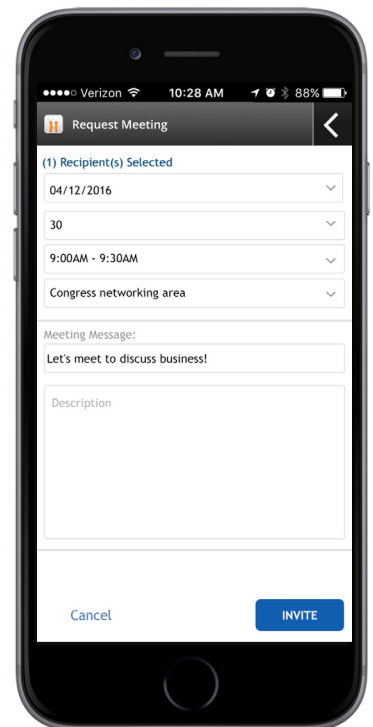 Verizon 10:28 AM 88%
Request Meeting
(1) Recipient(s) Selected
04/12/2016
30
9:00AM - 9:30AM
Congress networking area
Meeting Message:
Let's meet to discuss business!
Description
Cancel INVITE